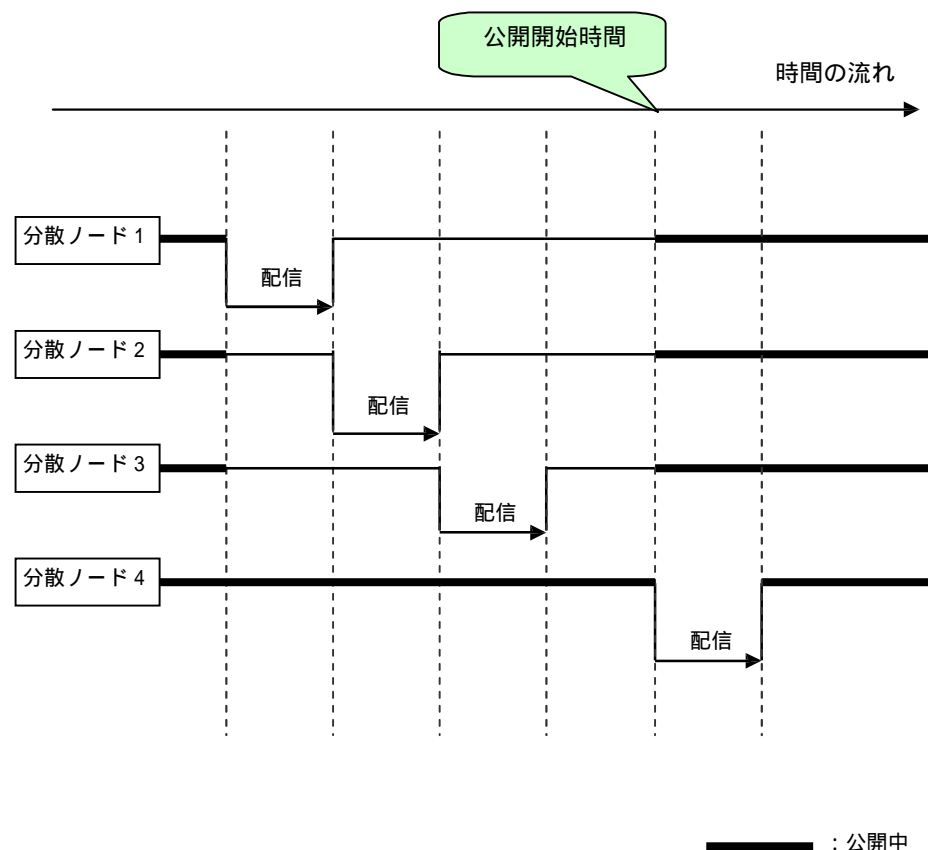 公開開始時間
時間の流れ
分散ノード1
配信
分散ノード2
配信
分散ノード3
配信
分散ノード4
配信
：公開中